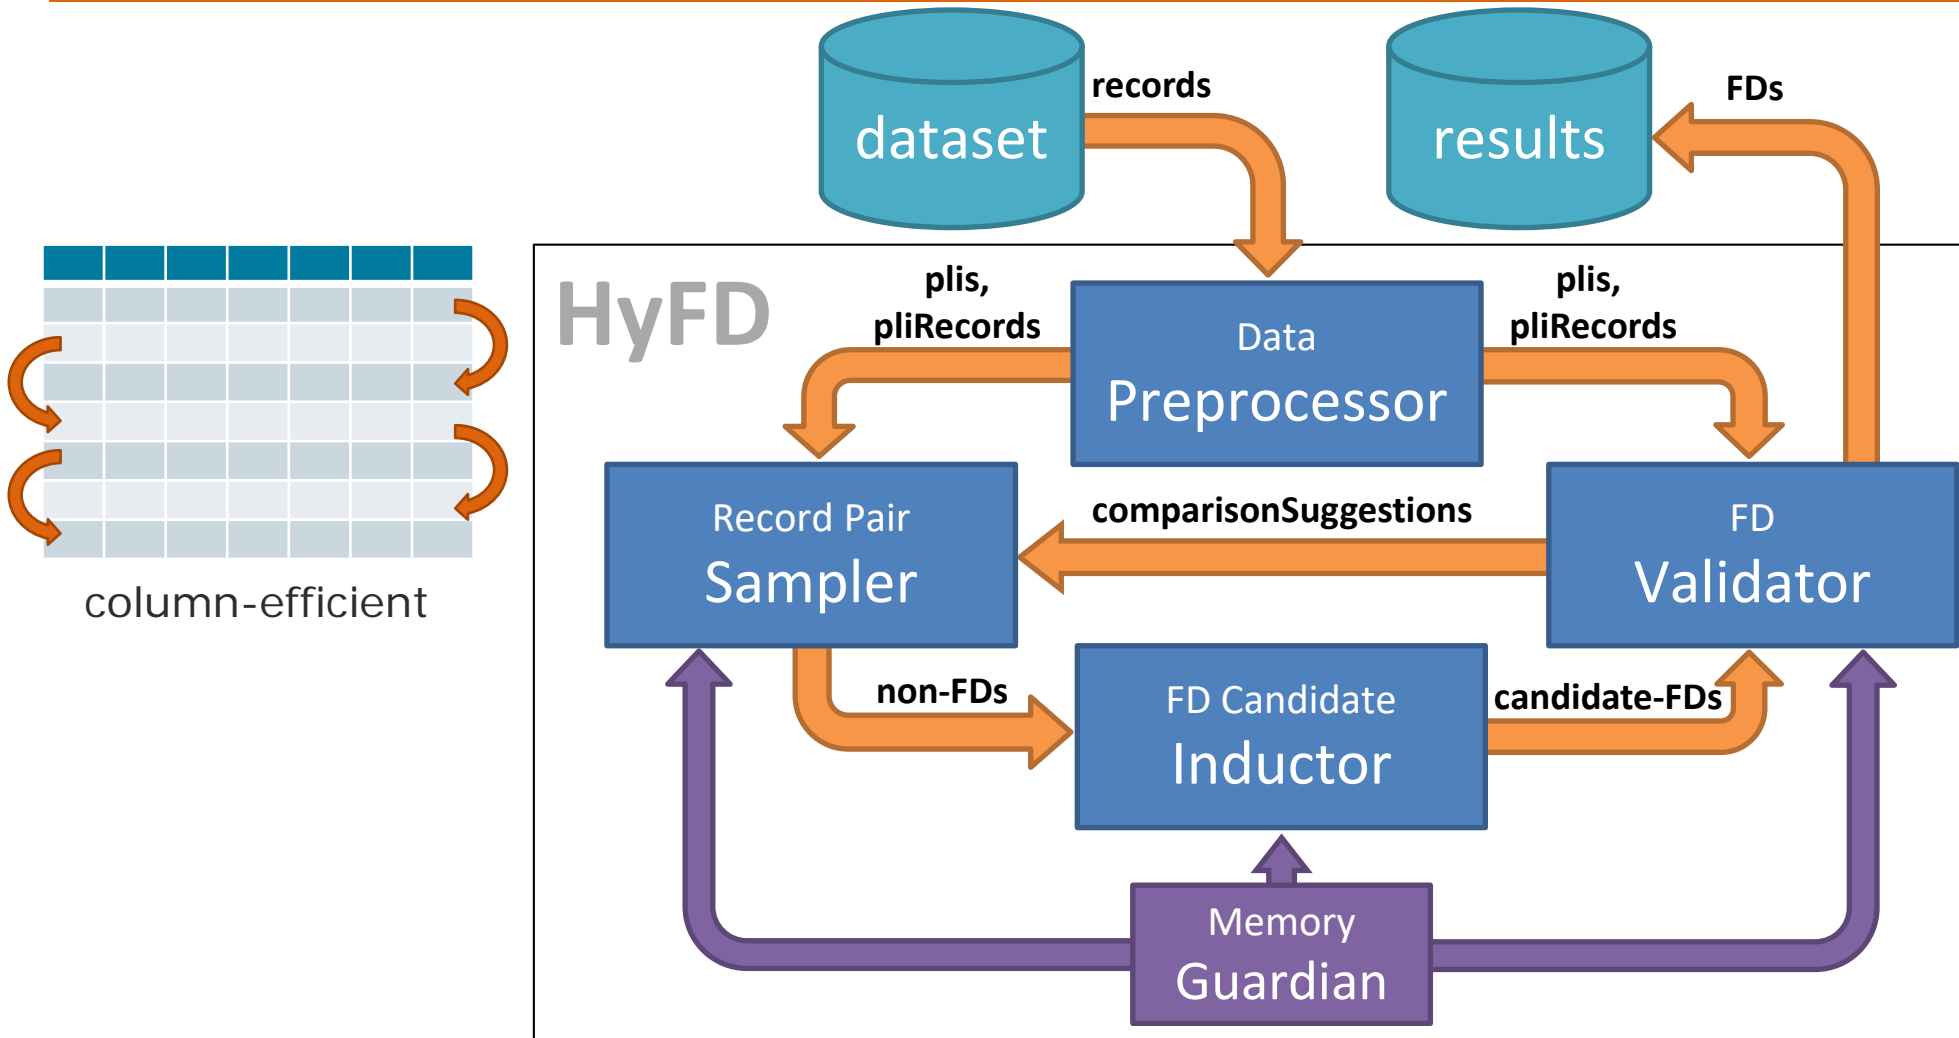 dataset
records
results
FDs
HyFD
plis,
pliRecords
Data
Preprocessor
plis,
pliRecords
column-efficient
Record Pair
Sampler
comparisonSuggestions
FD
Validator
non-FDs
FD Candidate
Inductor
candidate-FDs
Memory
Guardian